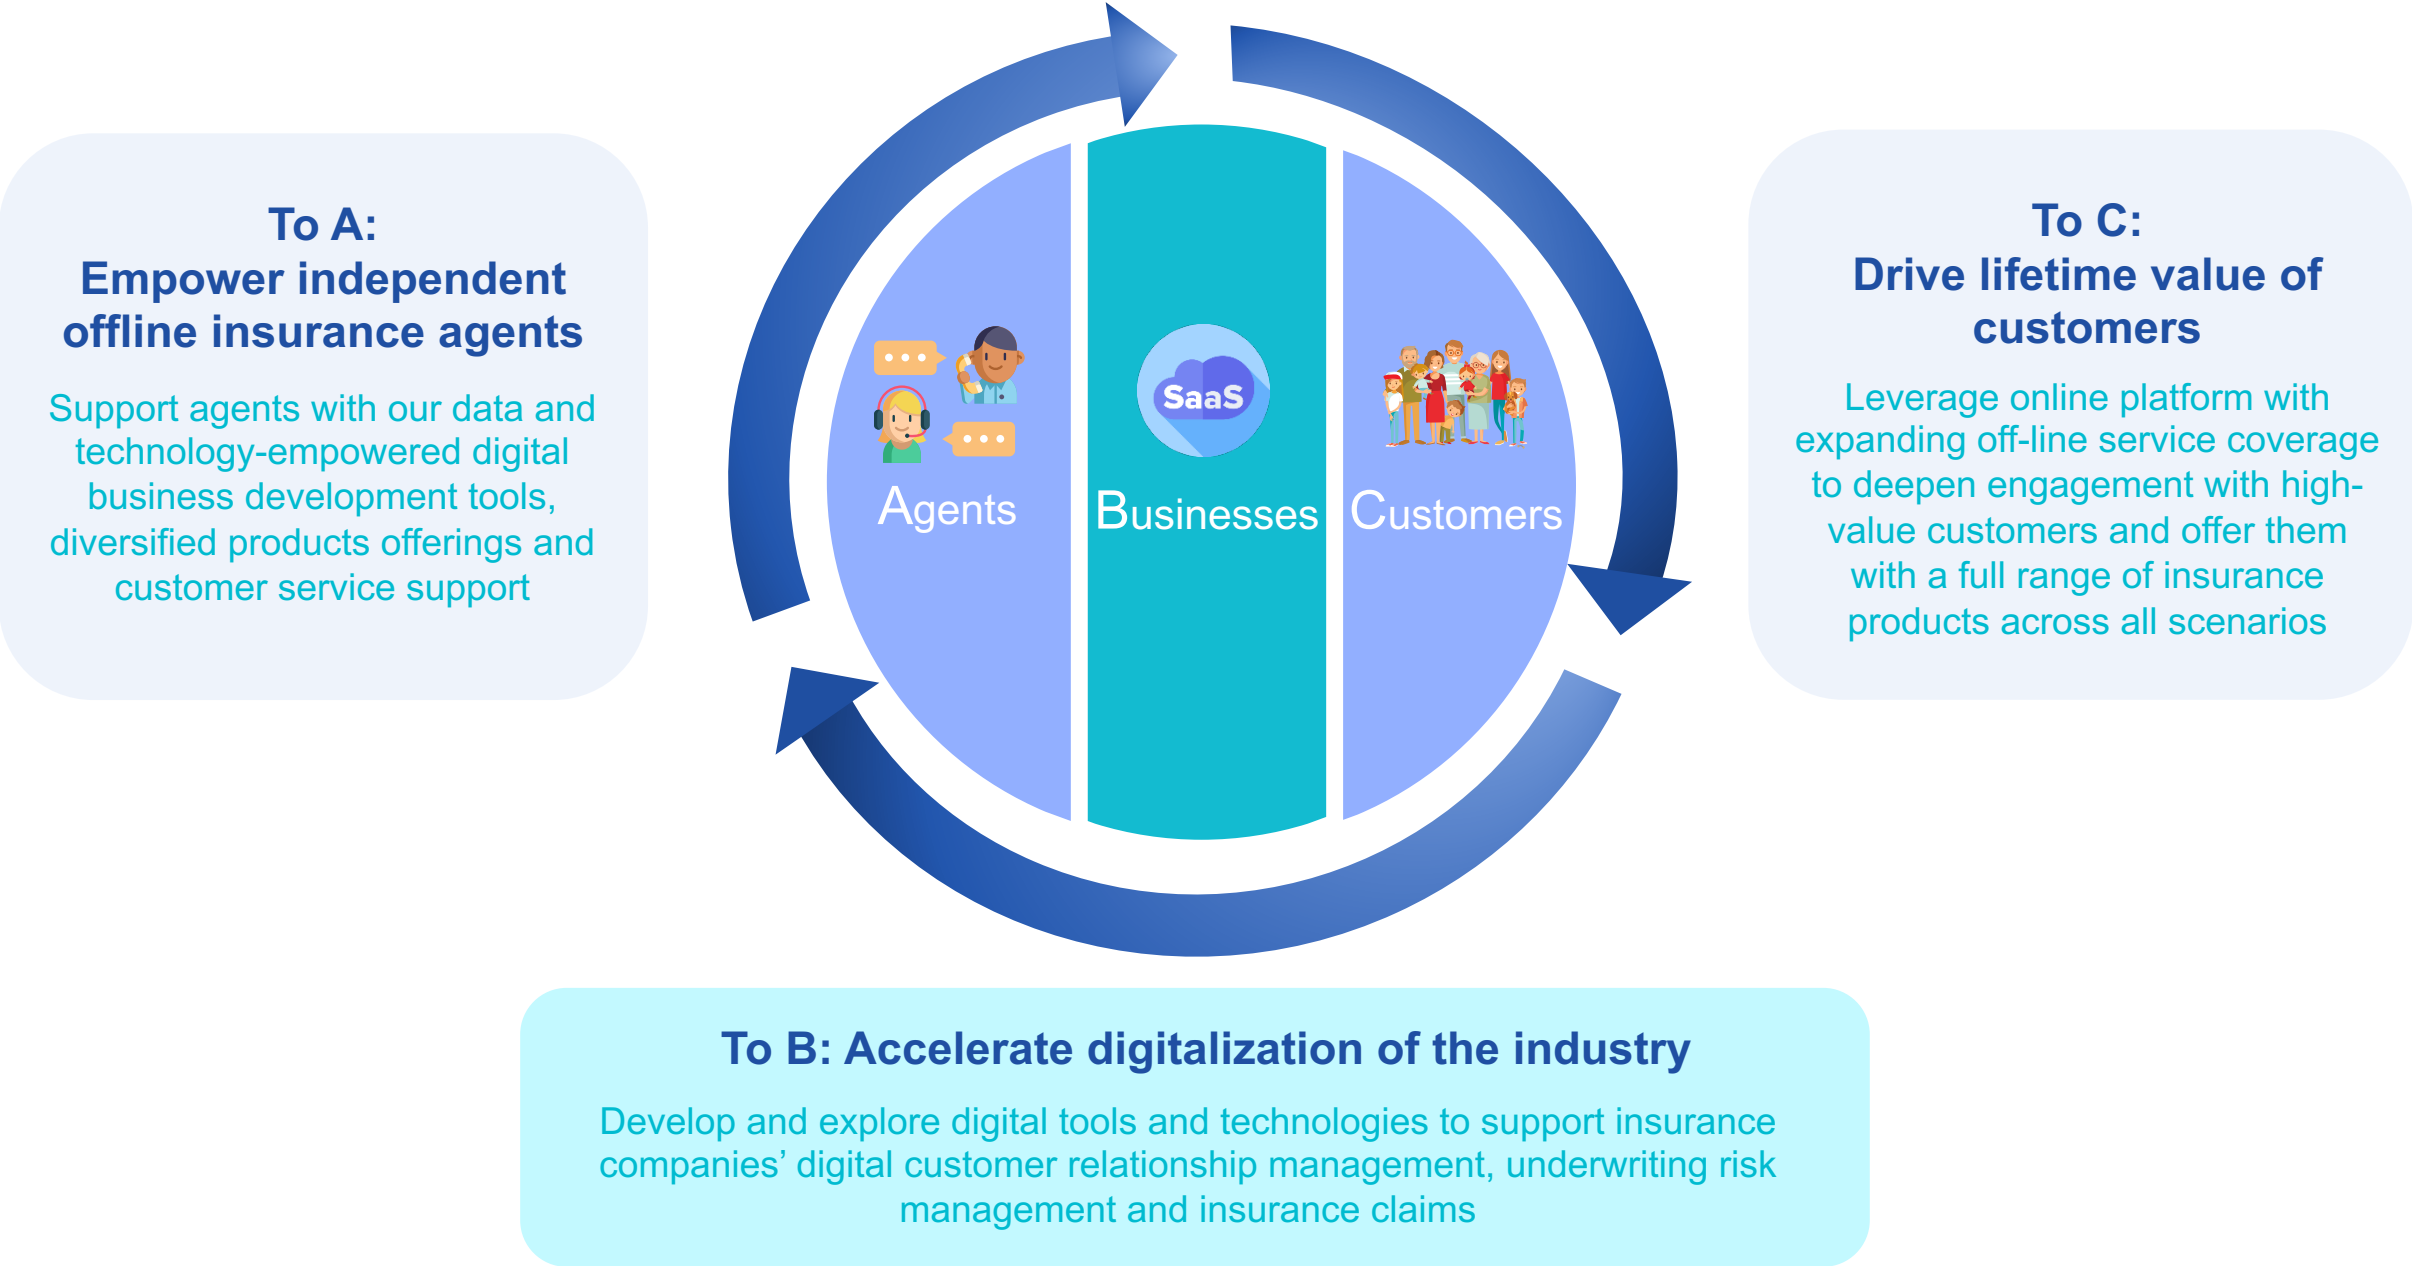 To A:
Empower independent
offline insurance agents
Support agents with our data and
technology-empowered digital
business development tools,
diversified products offerings and
customer service support
Agents
SaaS
Businesses
Customers
To C:
Drive lifetime value of
customers
Leverage online platform with
expanding off-line service coverage
to deepen engagement with high-
value customers and offer them
with a full range of insurance
products across all scenarios
To B: Accelerate digitalization of the industry
Develop and explore digital tools and technologies to support insurance
companies’ digital customer relationship management, underwriting risk
management and insurance claims